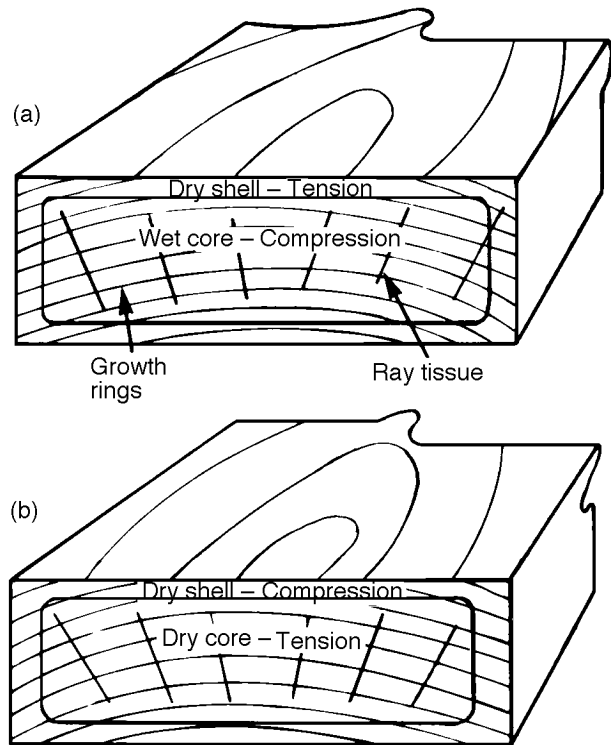 (a)
Dry shell – Tension
Wet core – Compression
Growth
rings
Ray tissue
(b)
Dry shell – Compression
Dry core – Tension